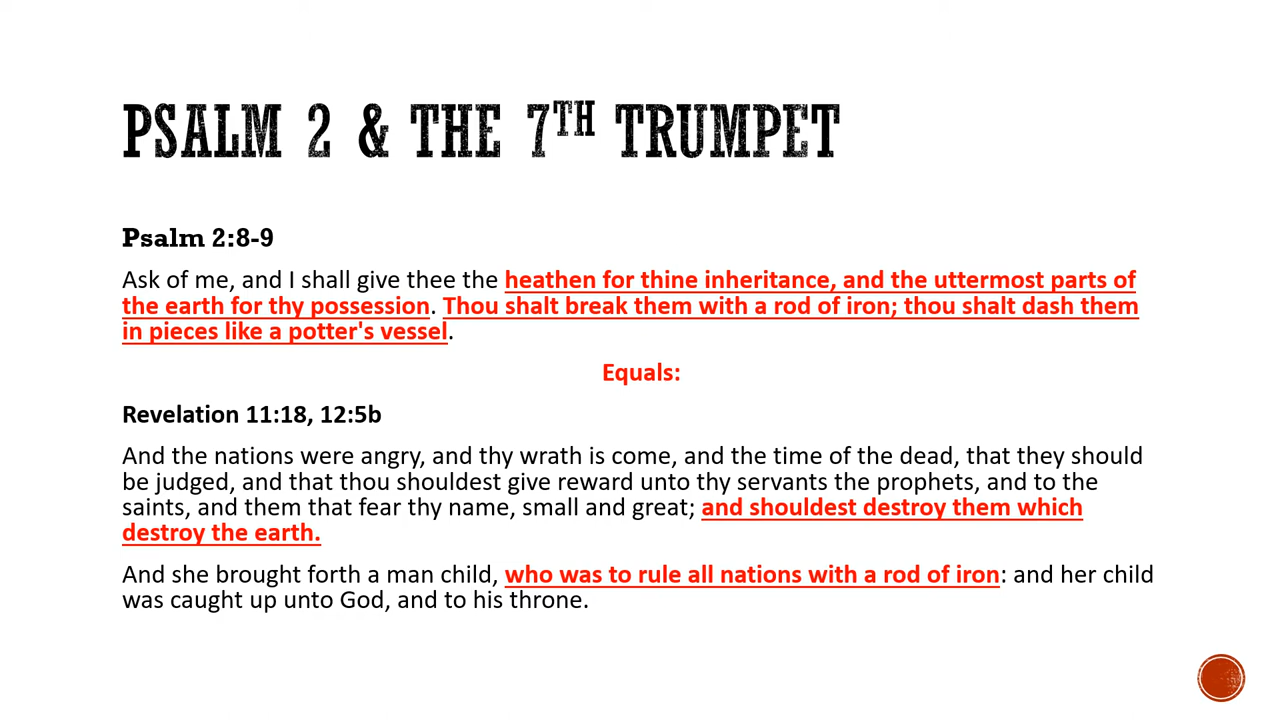 PSALM 2 & THE 7TH TRUMPET
Psalm 2:8-9
Ask of me, and I shall give thee the heathen for thine inheritance, and the uttermost parts of
the earth for thy possession. Thou shalt break them with a rod of iron; thou shalt dash them
in pieces like a potter's vessel.
Equals:
Revelation 11:18, 12:5b
And the nations were angry, and thy wrath is come, and the time of the dead, that they should
be judged, and that thou shouldest give reward unto thy servants the prophets, and to the
saints, and them that fear thy name, small and great; and shouldest destroy them which
destroy the earth.
And she brought forth a man child, who was to rule all nations with a rod of iron: and her child
was caught up unto God, and to his throne.